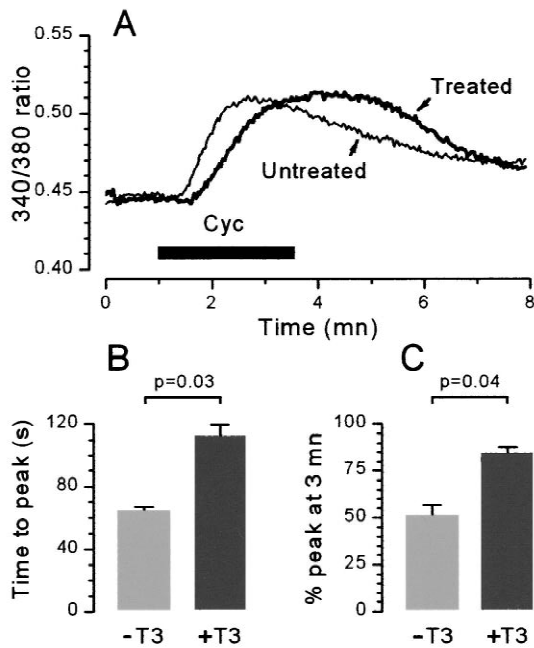 A
0.55
0.50
0.45
0.40
340/380 ratio
Treated
Untreated
Cyc
0 2 4 6 8
Time (mn)
B
p=0.03
120
80
40
0
Time to peak (s)
-T3 +T3
C
p=0.04
100
75
50
25
0
% peak at 3 mn
-T3 +T3